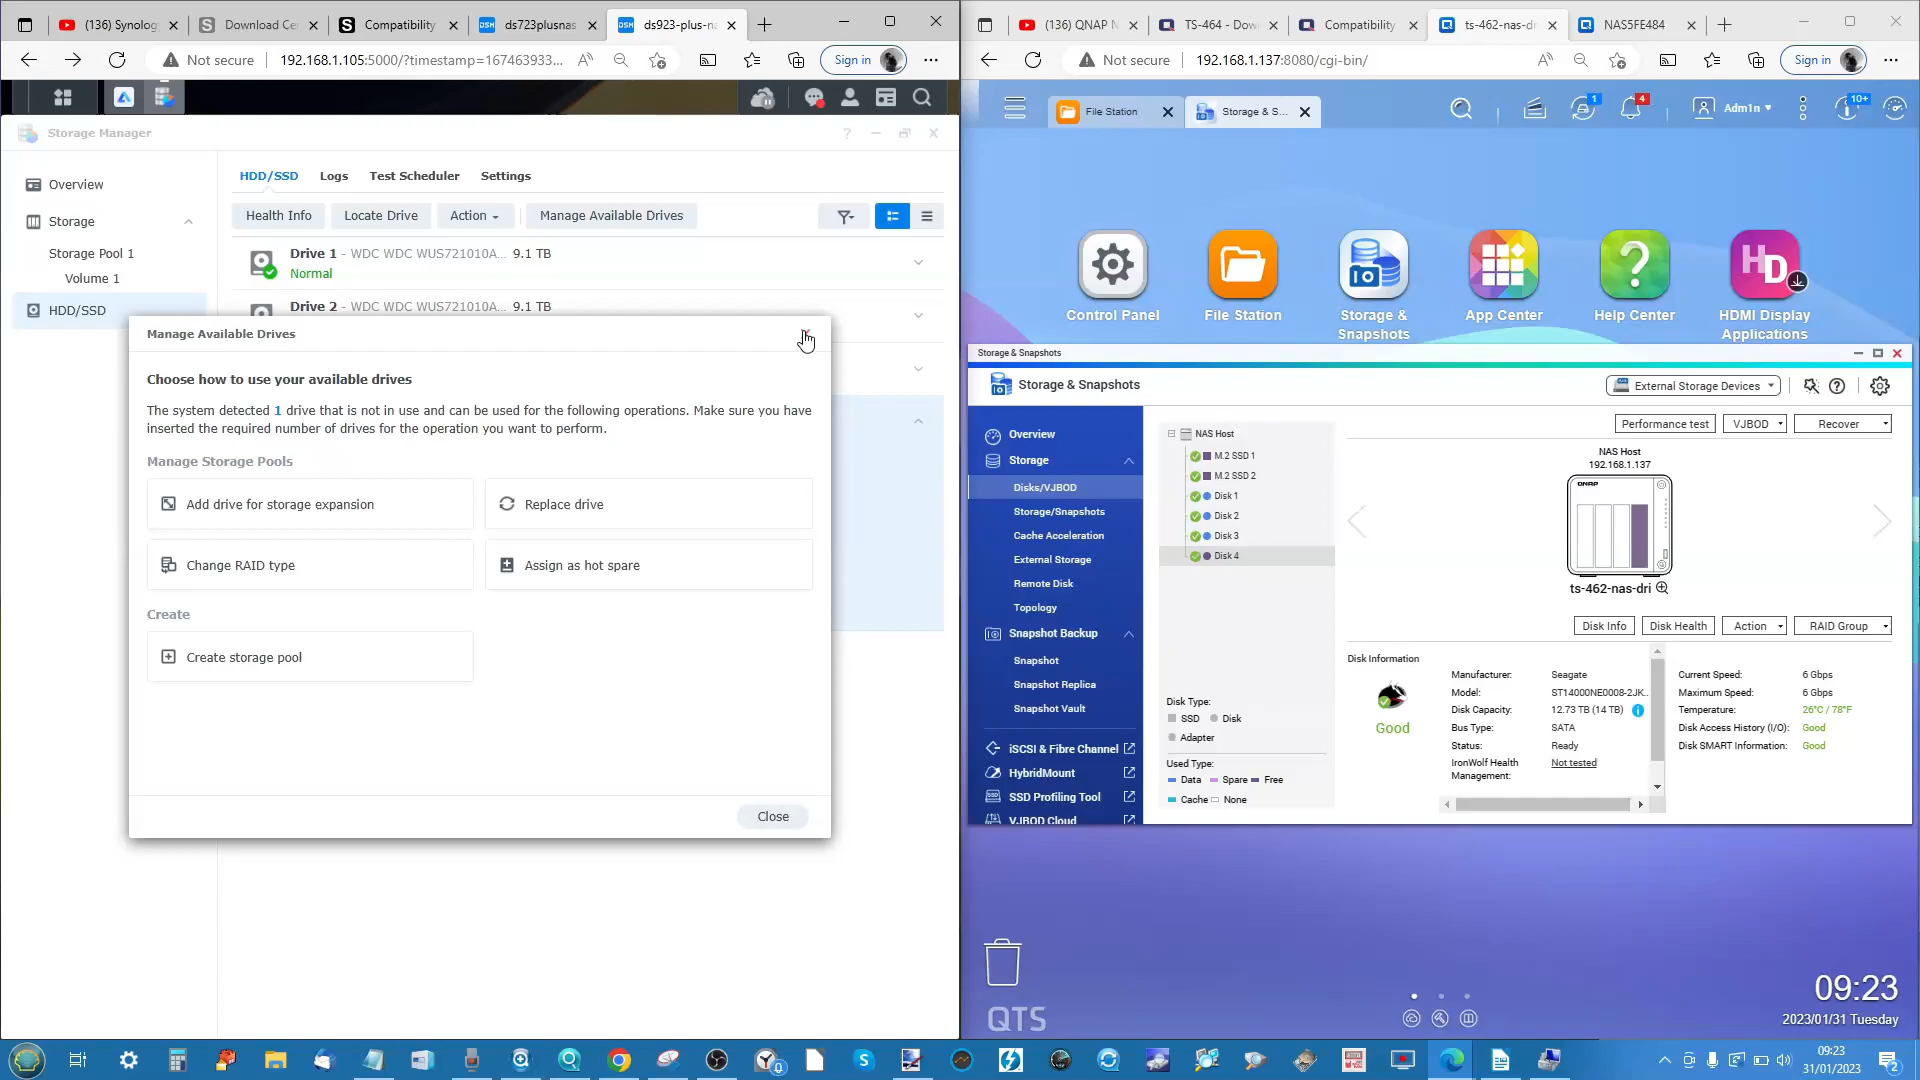 (136) Synology
Download Ce
Compatibility
ds723plusnas
ds923-plus-na
Not secure
192.168.1.105:5000/?timestamp=167463933...
Sign in
Storage Manager
Overview
Storage
Storage Pool 1
Volume 1
HDD/SSD
HDD/SSD
Logs
Test Scheduler
Settings
Health Info
Locate Drive
Action
Manage Available Drives
Drive 1 - WDC WDC WUS721010A... 9.1 TB
Normal
Drive 2 - WDC WDC WUS721010A... 9.1 TB
Manage Available Drives
Choose how to use your available drives
The system detected 1 drive that is not in use and can be used for the following operations. Make sure you have
inserted the required number of drives for the operation you want to perform.
Manage Storage Pools
Add drive for storage expansion
Replace drive
Change RAID type
Assign as hot spare
Create
Create storage pool
Close
(136) QNAP N
TS-464 - Dow
Compatibility
ts-462-nas-dri
NAS5FE484
Not secure
192.168.1.137:8080/cgi-bin/
Sign in
File Station
Storage & S...
1
4
Adm1n
10+
Control Panel
File Station
Storage &
Snapshots
App Center
Help Center
HD
HDMI Display
Applications
Storage & Snapshots
Storage & Snapshots
External Storage Devices
Overview
Storage
Disks/VJBOD
Storage/Snapshots
Cache Acceleration
External Storage
Remote Disk
Topology
Snapshot Backup
Snapshot
Snapshot Replica
Snapshot Vault
iSCSI & Fibre Channel
HybridMount
SSD Profiling Tool
VJBOD Cloud
NAS Host
M.2 SSD 1
M.2 SSD 2
Disk 1
Disk 2
Disk 3
Disk 4
Disk Type:
SSD
Disk
Adapter
Used Type:
Data
Spare
Free
Cache
None
Performance test
VJBOD
Recover
NAS Host
192.168.1.137
QNAP
ts-462-nas-dri
Disk Info
Disk Health
Action
RAID Group
Disk Information
Good
Manufacturer: Seagate
Model: ST14000NE0008-2JK..
Disk Capacity: 12.73 TB (14 TB)
Bus Type: SATA
Status: Ready
IronWolf Health
Management: Not tested
Current Speed: 6 Gbps
Maximum Speed: 6 Gbps
Temperature: 26°C / 78°F
Disk Access History (I/O): Good
Disk SMART Information: Good
QTS
09:23
2023/01/31 Tuesday
09:23
31/01/2023
2